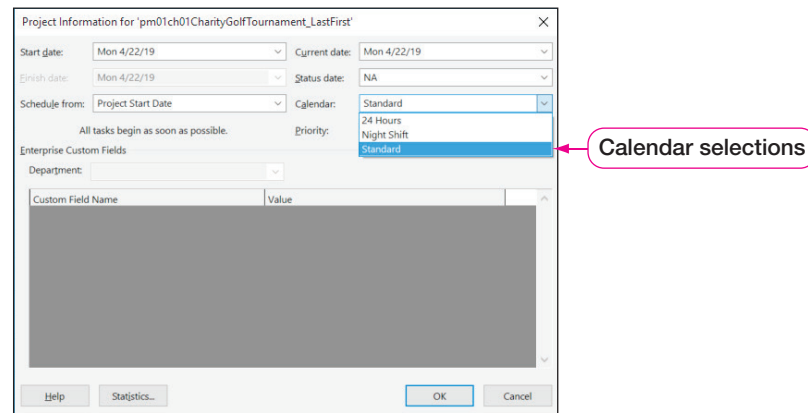 Project Information for 'pm01ch01CharityGolfTournament_LastFirst'
Start date: Mon 4/22/19 Current date: Mon 4/22/19
Finish date: Mon 4/22/19 Status date: NA
Schedule from: Project Start Date Calendar: Standard
All tasks begin as soon as possible. Priority: 24 Hours
Night Shift
Standard
Calendar selections
Enterprise Custom Fields
Department:
Custom Field Name Value
Help Statistics... OK Cancel